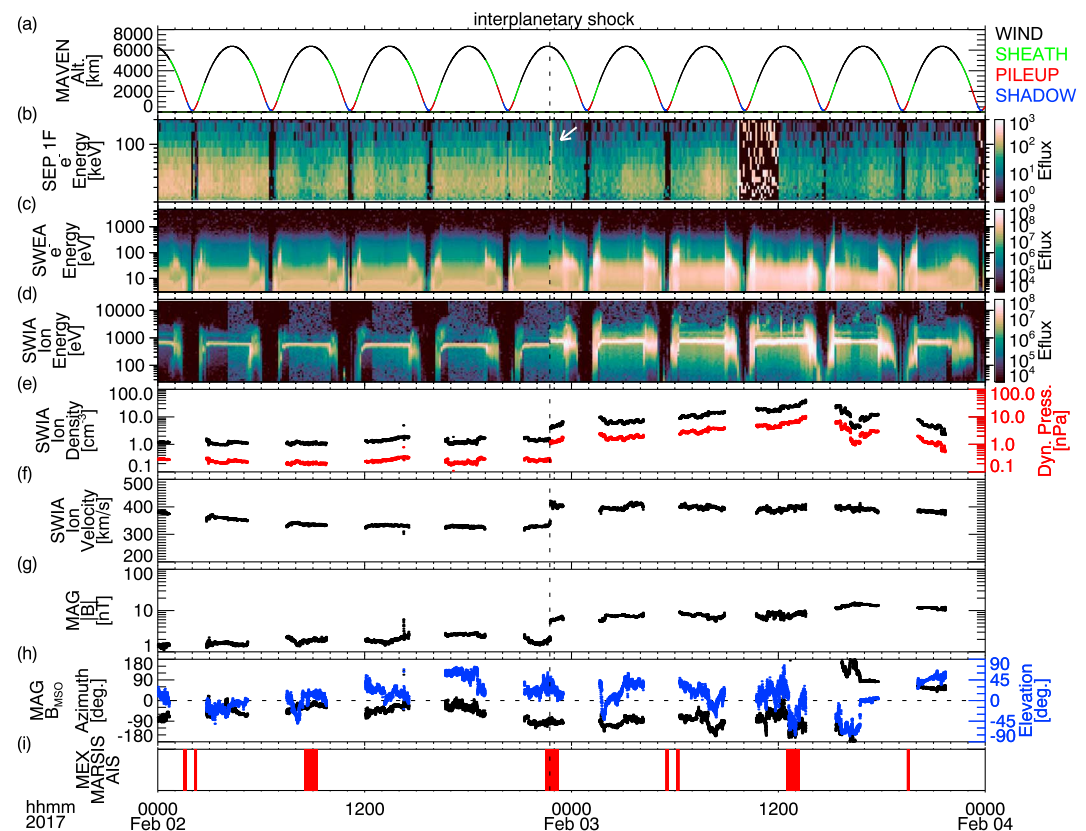 interplanetary shock
(a)
MAVEN
Alt.
[km]
8000
6000
4000
2000
0
WIND
SHEATH
PILEUP
SHADOW
(b)
SEP 1F
e-
Energy
[keV]
100
10³
10²
10¹
10⁰
Eflux
(c)
SWEA
e-
Energy
[eV]
1000
100
10
10⁹
10⁸
10⁷
10⁶
10⁵
10⁴
Eflux
(d)
SWIA
Ion
Energy
[eV]
10000
1000
100
10⁸
10⁷
10⁶
10⁵
10⁴
Eflux
(e)
SWIA
Ion
Density
[cm⁻³]
100.0
10.0
1.0
0.1
100.0
10.0
1.0
0.1
Dyn. Press.
[nPa]
(f)
SWIA
Ion
Velocity
[km/s]
500
400
300
200
(g)
MAG
|B|
[nT]
100
10
1
(h)
MAG
B_MSO
Azimuth
[deg.]
180
90
0
-90
-180
90
45
0
-45
-90
Elevation
[deg.]
(i)
MEX
MARSIS
AIS
hhmm
2017
0000
Feb 02
1200
0000
Feb 03
1200
0000
Feb 04